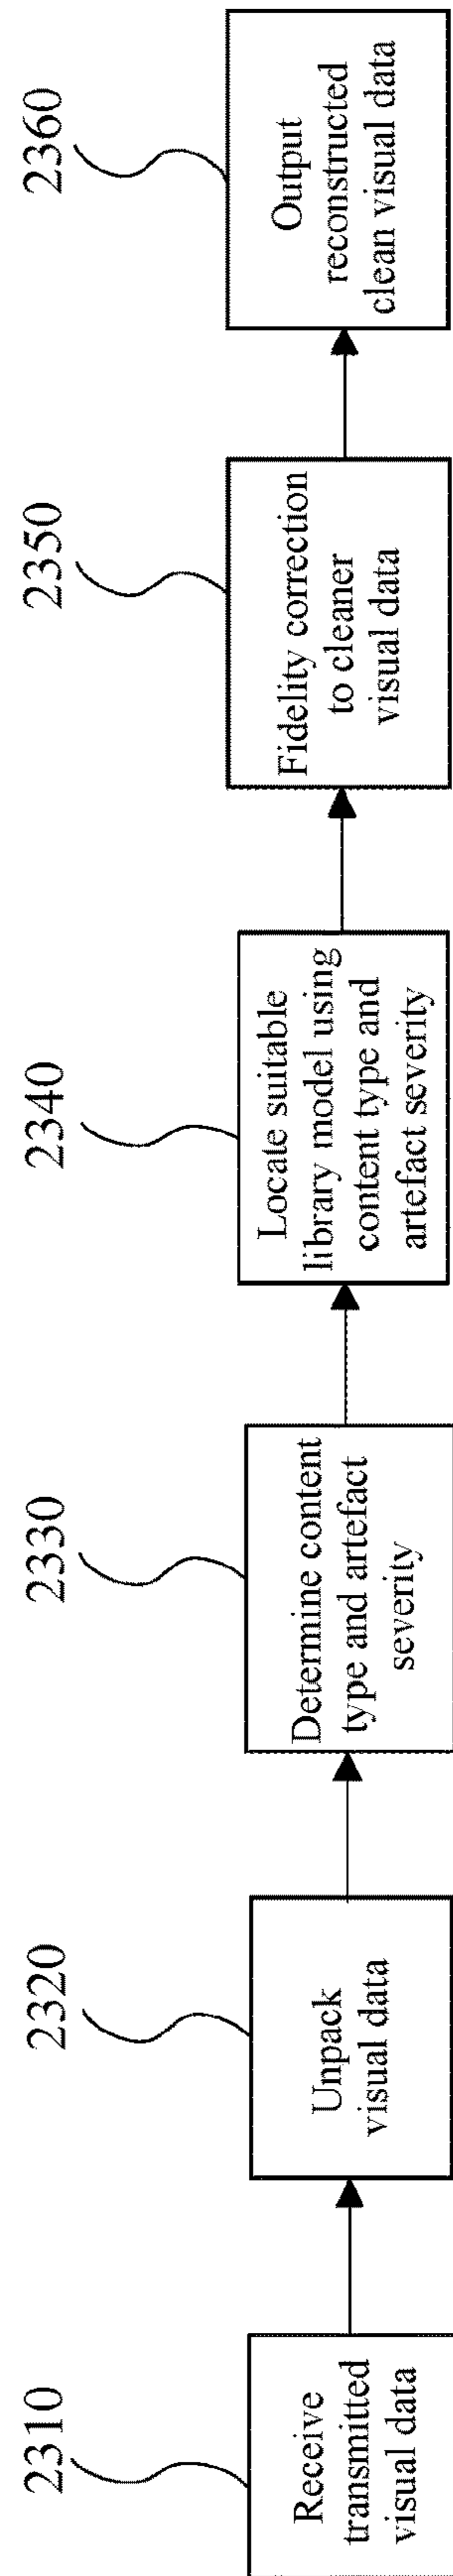 2310
Receive
transmitted
visual data
2320
Unpack
visual data
2330
Determine content
type and artefact
severity
2340
Locate suitable
library model using
content type and
artefact severity
2350
Fidelity correction
to cleaner
visual data
2360
Output
reconstructed
clean visual data